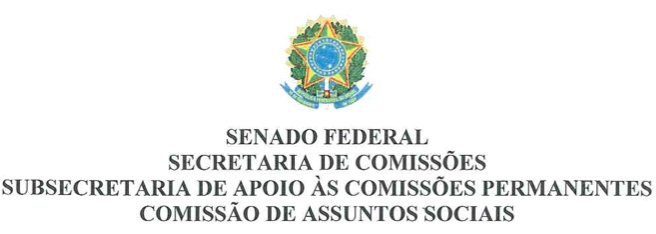 SENADO FEDERAL
SECRETARIA DE COMISSÕES
SUBSECRETARIA DE APOIO ÀS COMISSÕES PERMANENTES
COMISSÃO DE ASSUNTOS SOCIAIS